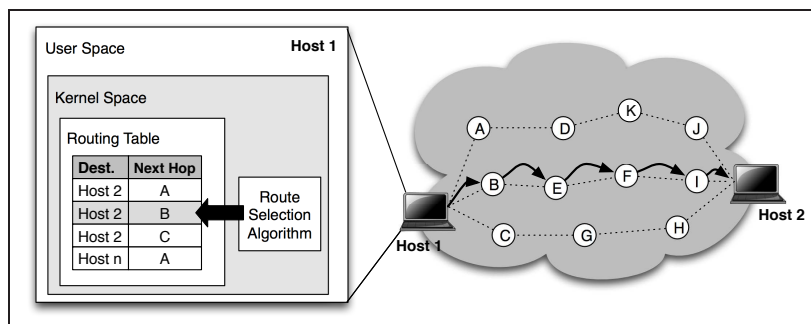 User Space
Host 1
Kernel Space
Routing Table
Dest. Next Hop
Host 2 A
Host 2 B
Host 2 C
Host n A
Route
Selection
Algorithm
A
D
K
J
B
E
F
I
C
G
H
Host 1
Host 2